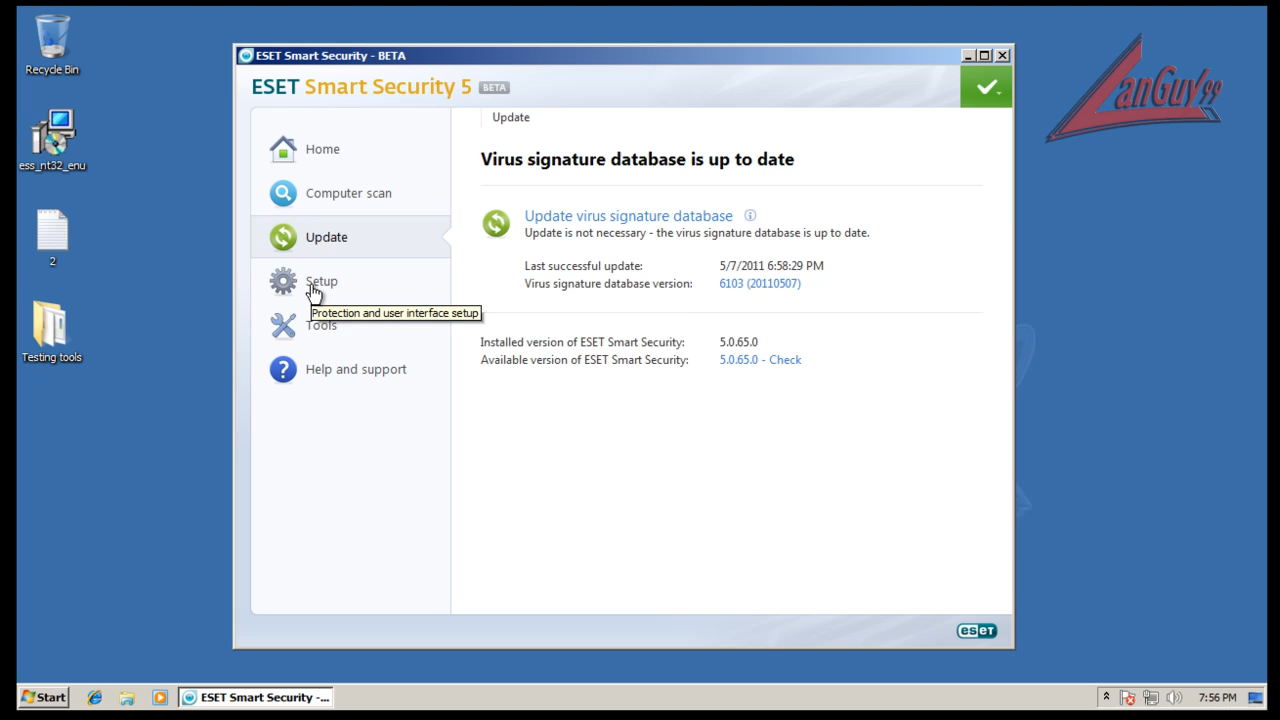 Recycle Bin
ess_nt32_enu
2
Testing tools
LanGuy99
ESET Smart Security - BETA
ESET Smart Security 5 BETA
Home
Computer scan
Update
Setup
Protection and user interface setup
Tools
Help and support
Update
Virus signature database is up to date
Update virus signature database
Update is not necessary - the virus signature database is up to date.
Last successful update: 5/7/2011 6:58:29 PM
Virus signature database version: 6103 (20110507)
Installed version of ESET Smart Security: 5.0.65.0
Available version of ESET Smart Security: 5.0.65.0 - Check
eset
Start
ESET Smart Security -...
7:56 PM